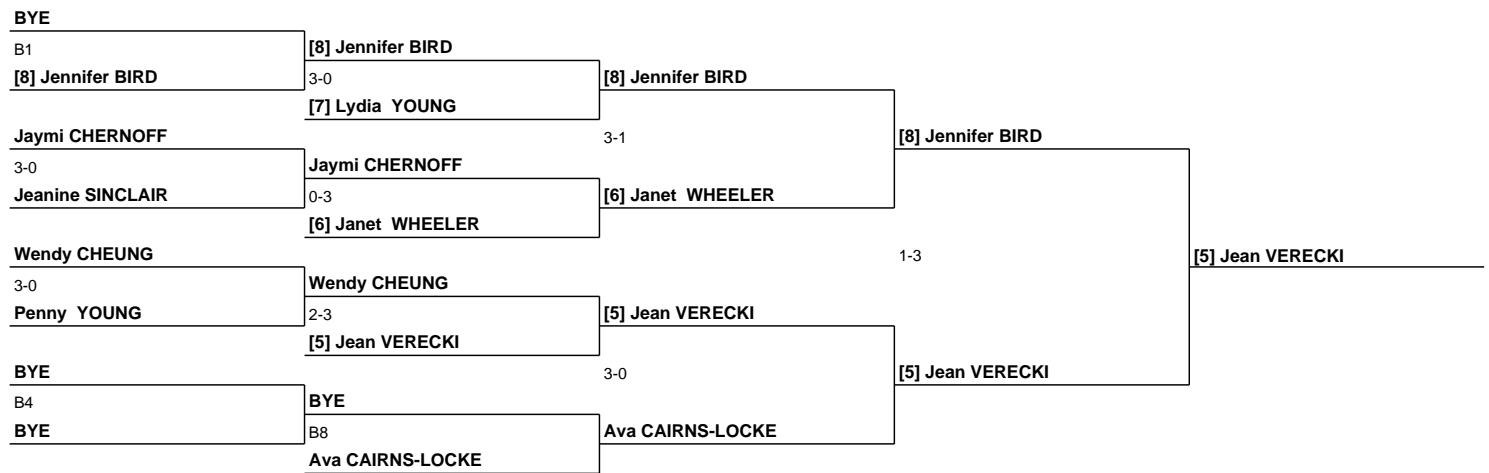 BYE
B1
[8] Jennifer BIRD
[8] Jennifer BIRD
3-0
[8] Jennifer BIRD
[7] Lydia YOUNG
Jaymi CHERNOFF
3-1
[8] Jennifer BIRD
3-0
Jaymi CHERNOFF
Jeanine SINCLAIR
0-3
[6] Janet WHEELER
[6] Janet WHEELER
Wendy CHEUNG
1-3
[5] Jean VERECKI
3-0
Wendy CHEUNG
Penny YOUNG
2-3
[5] Jean VERECKI
[5] Jean VERECKI
BYE
3-0
[5] Jean VERECKI
B4
BYE
BYE
B8
Ava CAIRNS-LOCKE
Ava CAIRNS-LOCKE